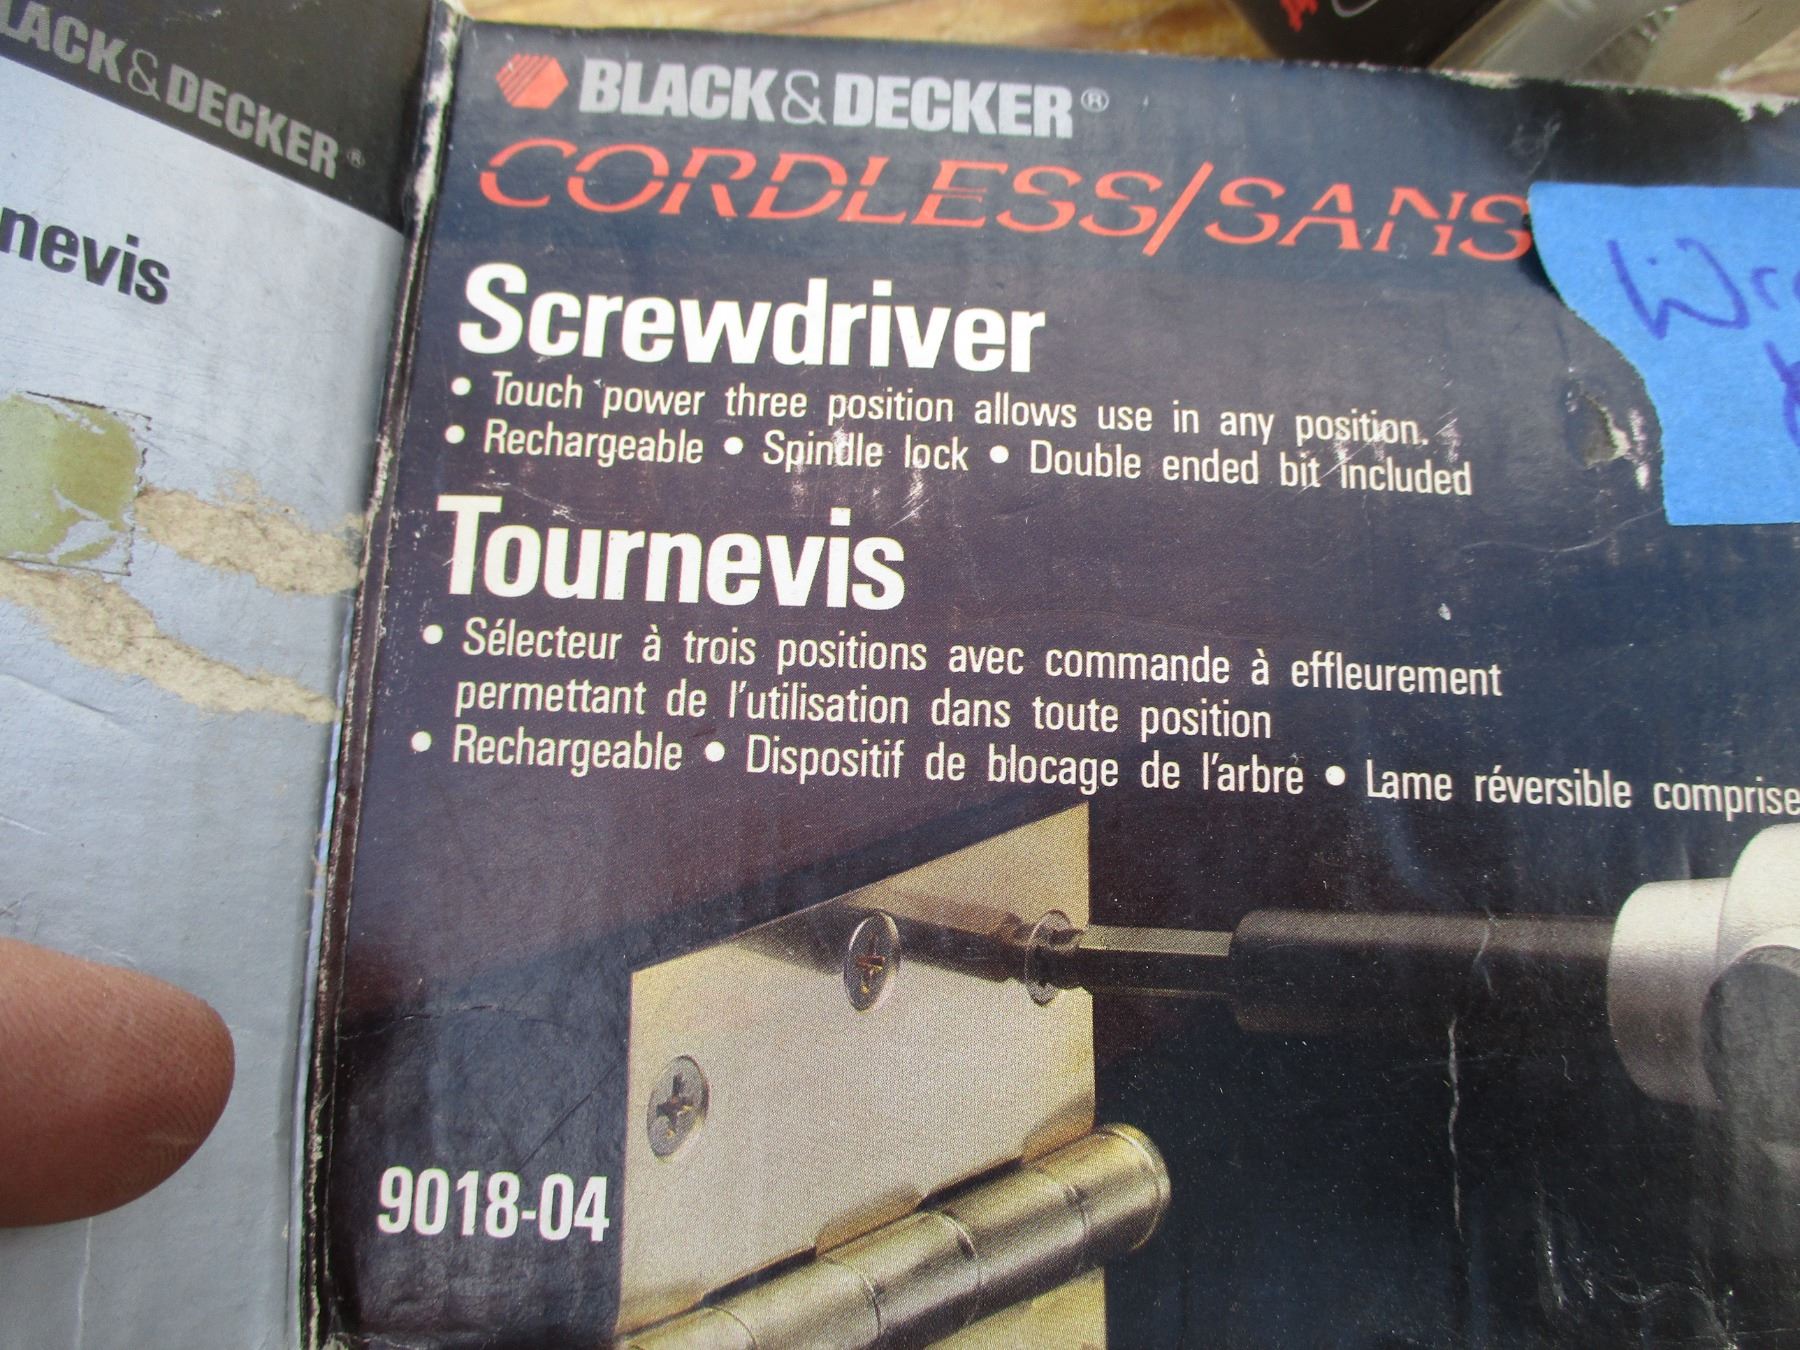 BLACK&DECKER®
CORDLESS/SANS
Screwdriver
• Touch power three position allows use in any position.
• Rechargeable • Spindle lock • Double ended bit included
Tournevis
• Sélecteur à trois positions avec commande à effleurement
permettant de l'utilisation dans toute position
• Rechargeable • Dispositif de blocage de l'arbre • Lame réversible comprise
9018-04
LACK&DECKER®
nevis